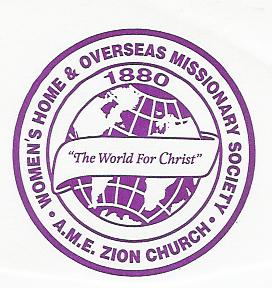 WOMEN'S HOME & OVERSEAS MISSIONARY SOCIETY
1880
"The World For Christ"
• A.M.E. ZION CHURCH •